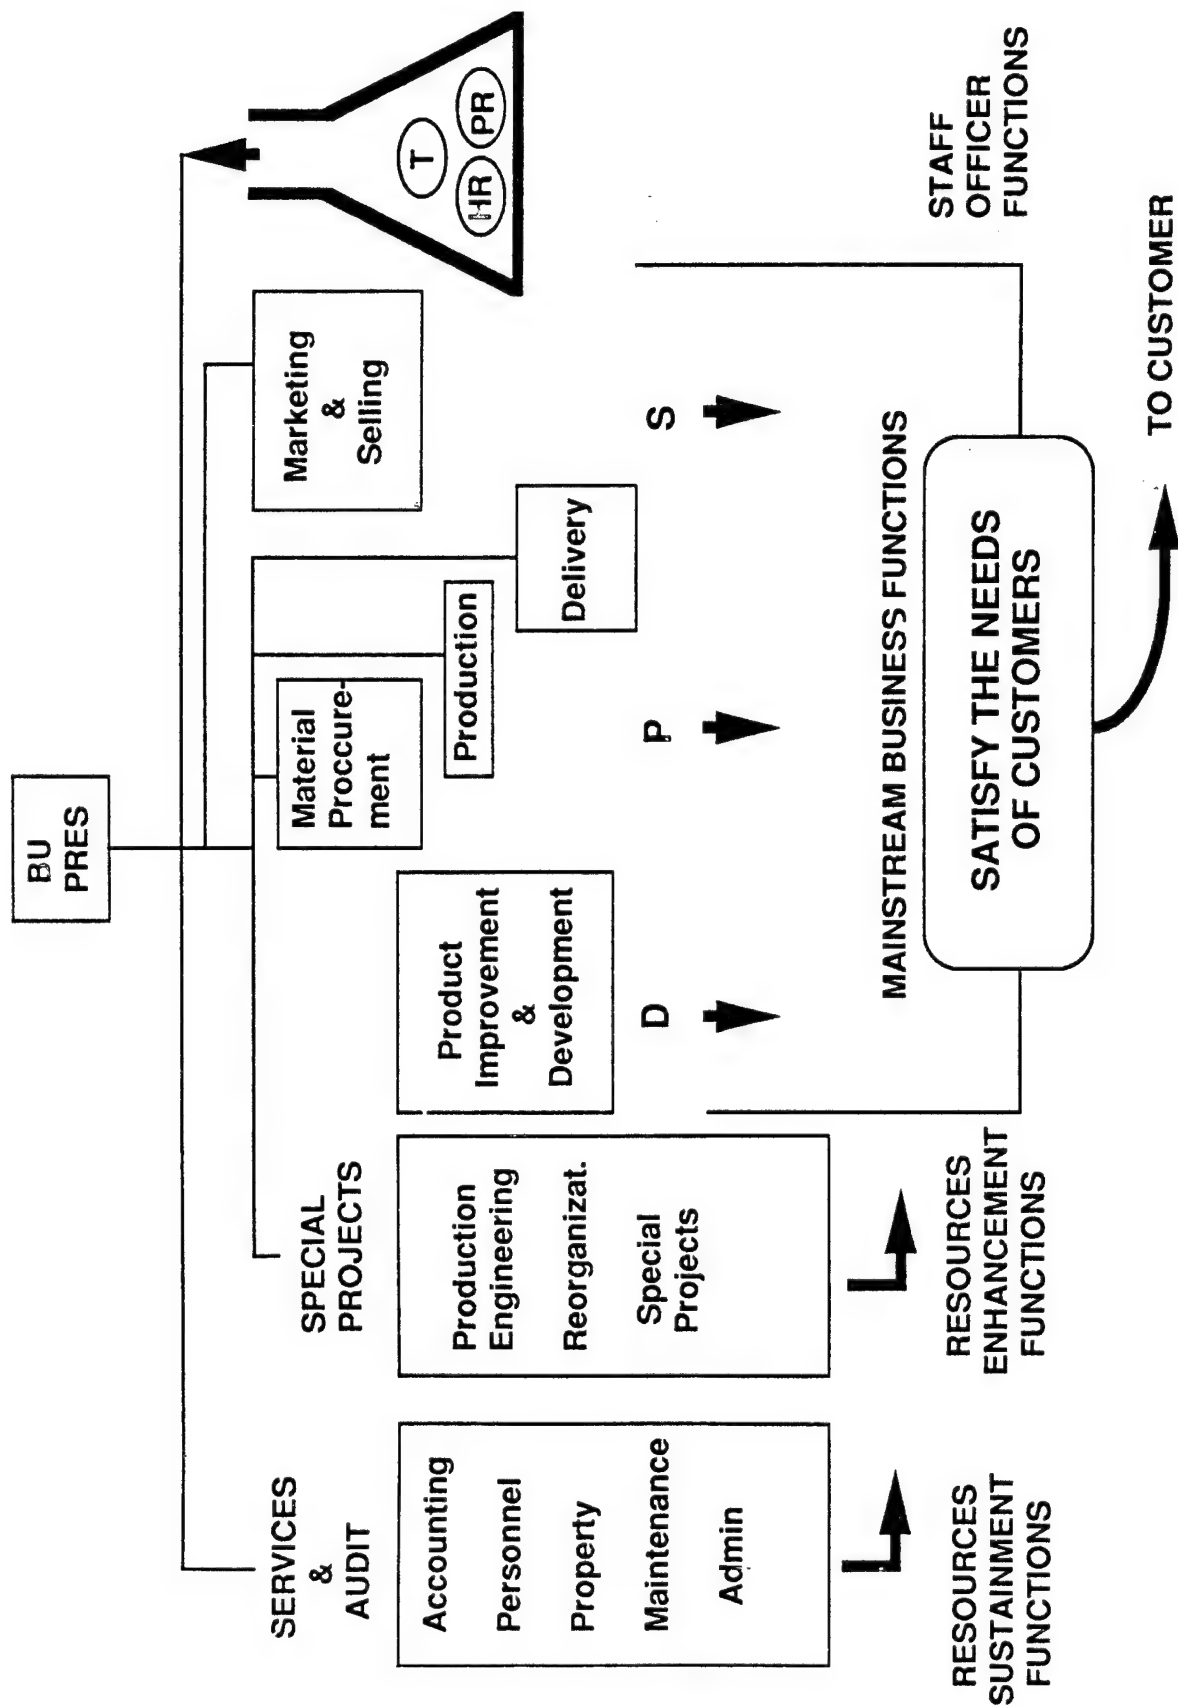 BU
PRES
SERVICES
&
AUDIT
Accounting
Personnel
Property
Maintenance
Admin
RESOURCES
SUSTAINMENT
FUNCTIONS
SPECIAL
PROJECTS
Production
Engineering
Reorganizat.
Special
Projects
RESOURCES
ENHANCEMENT
FUNCTIONS
Product
Improvement
&
Development
D
Material
Proccure-
ment
Production
Delivery
P
Marketing
&
Selling
S
T
HR
PR
STAFF
OFFICER
FUNCTIONS
MAINSTREAM BUSINESS FUNCTIONS
SATISFY THE NEEDS
OF CUSTOMERS
TO CUSTOMER